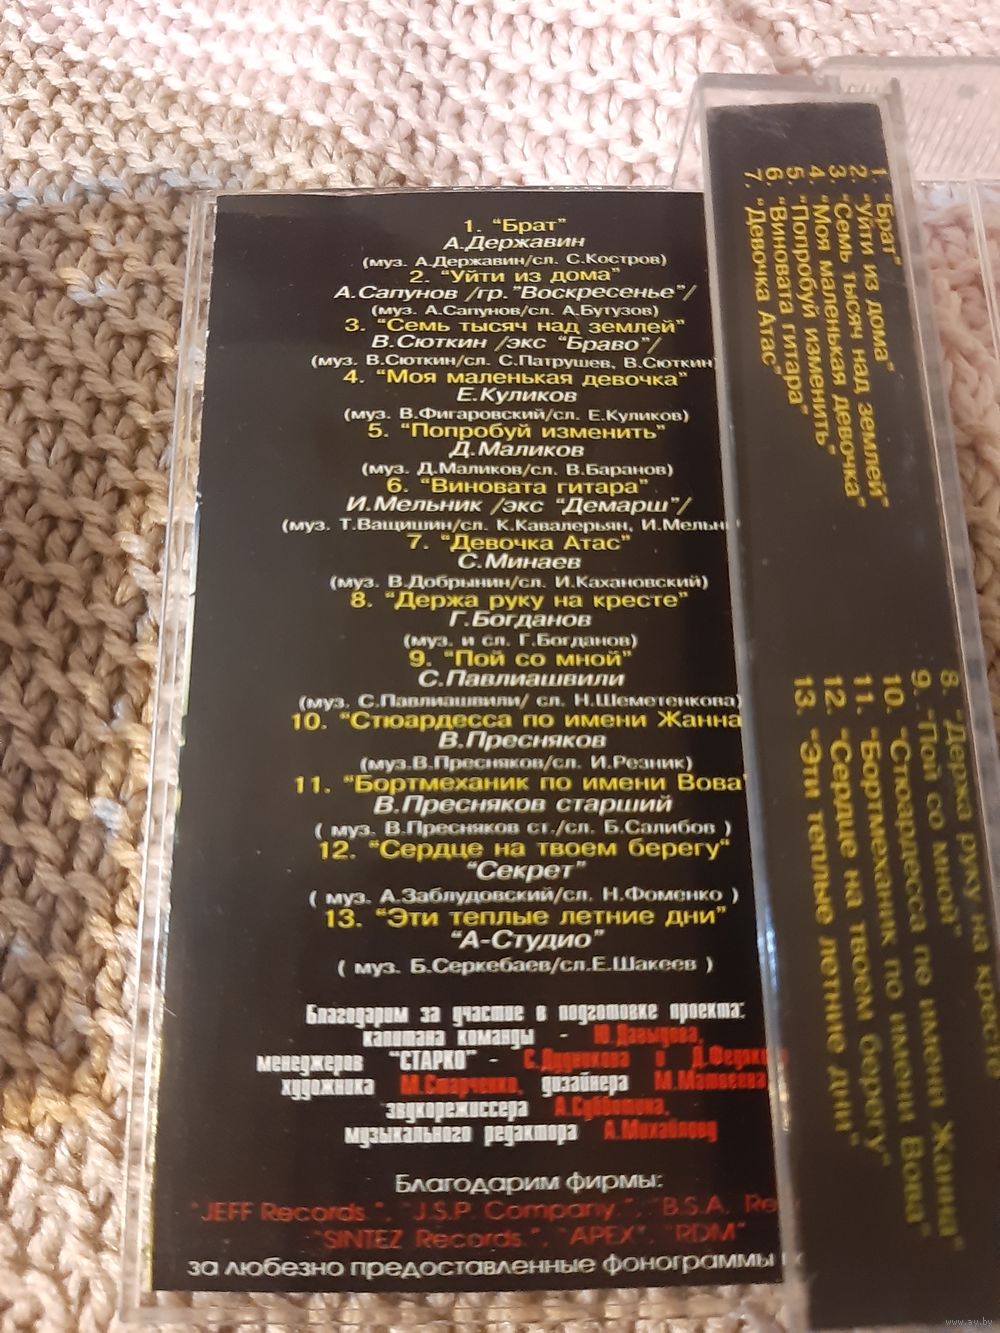 1. "Брат"
А.Державин
(муз. А.Державин/сл. С.Костров)
2. "Уйти из дома"
А.Сапунов /гр."Воскресенье"/
(муз. А.Сапунов/сл. А.Бутузов)
3. "Семь тысяч над землей"
В.Сюткин /экс "Браво"/
(муз. В.Сюткин/сл. С.Патрушев, В.Сюткин)
4. "Моя маленькая девочка"
Е.Куликов
(муз. В.Фигаровский/сл. Е.Куликов)
5. "Попробуй изменить"
Д.Маликов
(муз. Д.Маликов/сл. В.Баранов)
6. "Виновата гитара"
И.Мельник /экс "Демарш"/
(муз. Т.Ващишин/сл. К.Кавалерьян, И.Мельни
7. "Девочка Атас"
С.Минаев
(муз. В.Добрынин/сл. И.Кахановский)
8. "Держа руку на кресте"
Г.Богданов
(муз. и сл. Г.Богданов)
9. "Пой со мной"
С.Павлиашвили
(муз. С.Павлиашвили/ сл. Н.Шеметенкова)
10. "Стюардесса по имени Жанна
В.Пресняков
(муз.В.Пресняков/сл. И.Резник)
11. "Бортмеханик по имени Вова"
В.Пресняков старший
( муз. В.Пресняков ст./сл. Б.Салибов )
12. "Сердце на твоем берегу"
"Секрет"
( муз. А.Заблудовский/сл. Н.Фоменко )
13. "Эти теплые летние дни"
"А-Студио"
( муз. Б.Серкебаев/сл.Е.Шакеев )
Благодарим за участие в подготовке проекта:
капитана команды - Ю.Давыдова,
менеджеров "СТАРКО" - С.Дудникова и
художника М.Старченко, дизайнера М.Матвеева
звукорежиссера А.Субботина,
музыкального редактора А.Михайлову
Благодарим фирмы:
"JEFF Records.", "J.S.P. Company.", "B.S.A. Re
"SINTEZ Records.", "APEX", "RDM"
за любезно предоставленные фонограммы
1. "Брат"
2. "Уйти из дома"
3. "Семь тысяч над землей"
4. "Моя маленькая девочка"
5. "Попробуй изменить"
6. "Виновата гитара"
7. "Девочка Атас"
8. "Держа руку на кресте
9. "Пой со мной"
10. "Стюардесса по имени Жанна"
11. "Бортмеханик по имени Вова"
12. "Сердце на твоем берегу"
13. "Эти теплые летние дни"
www.ay.by